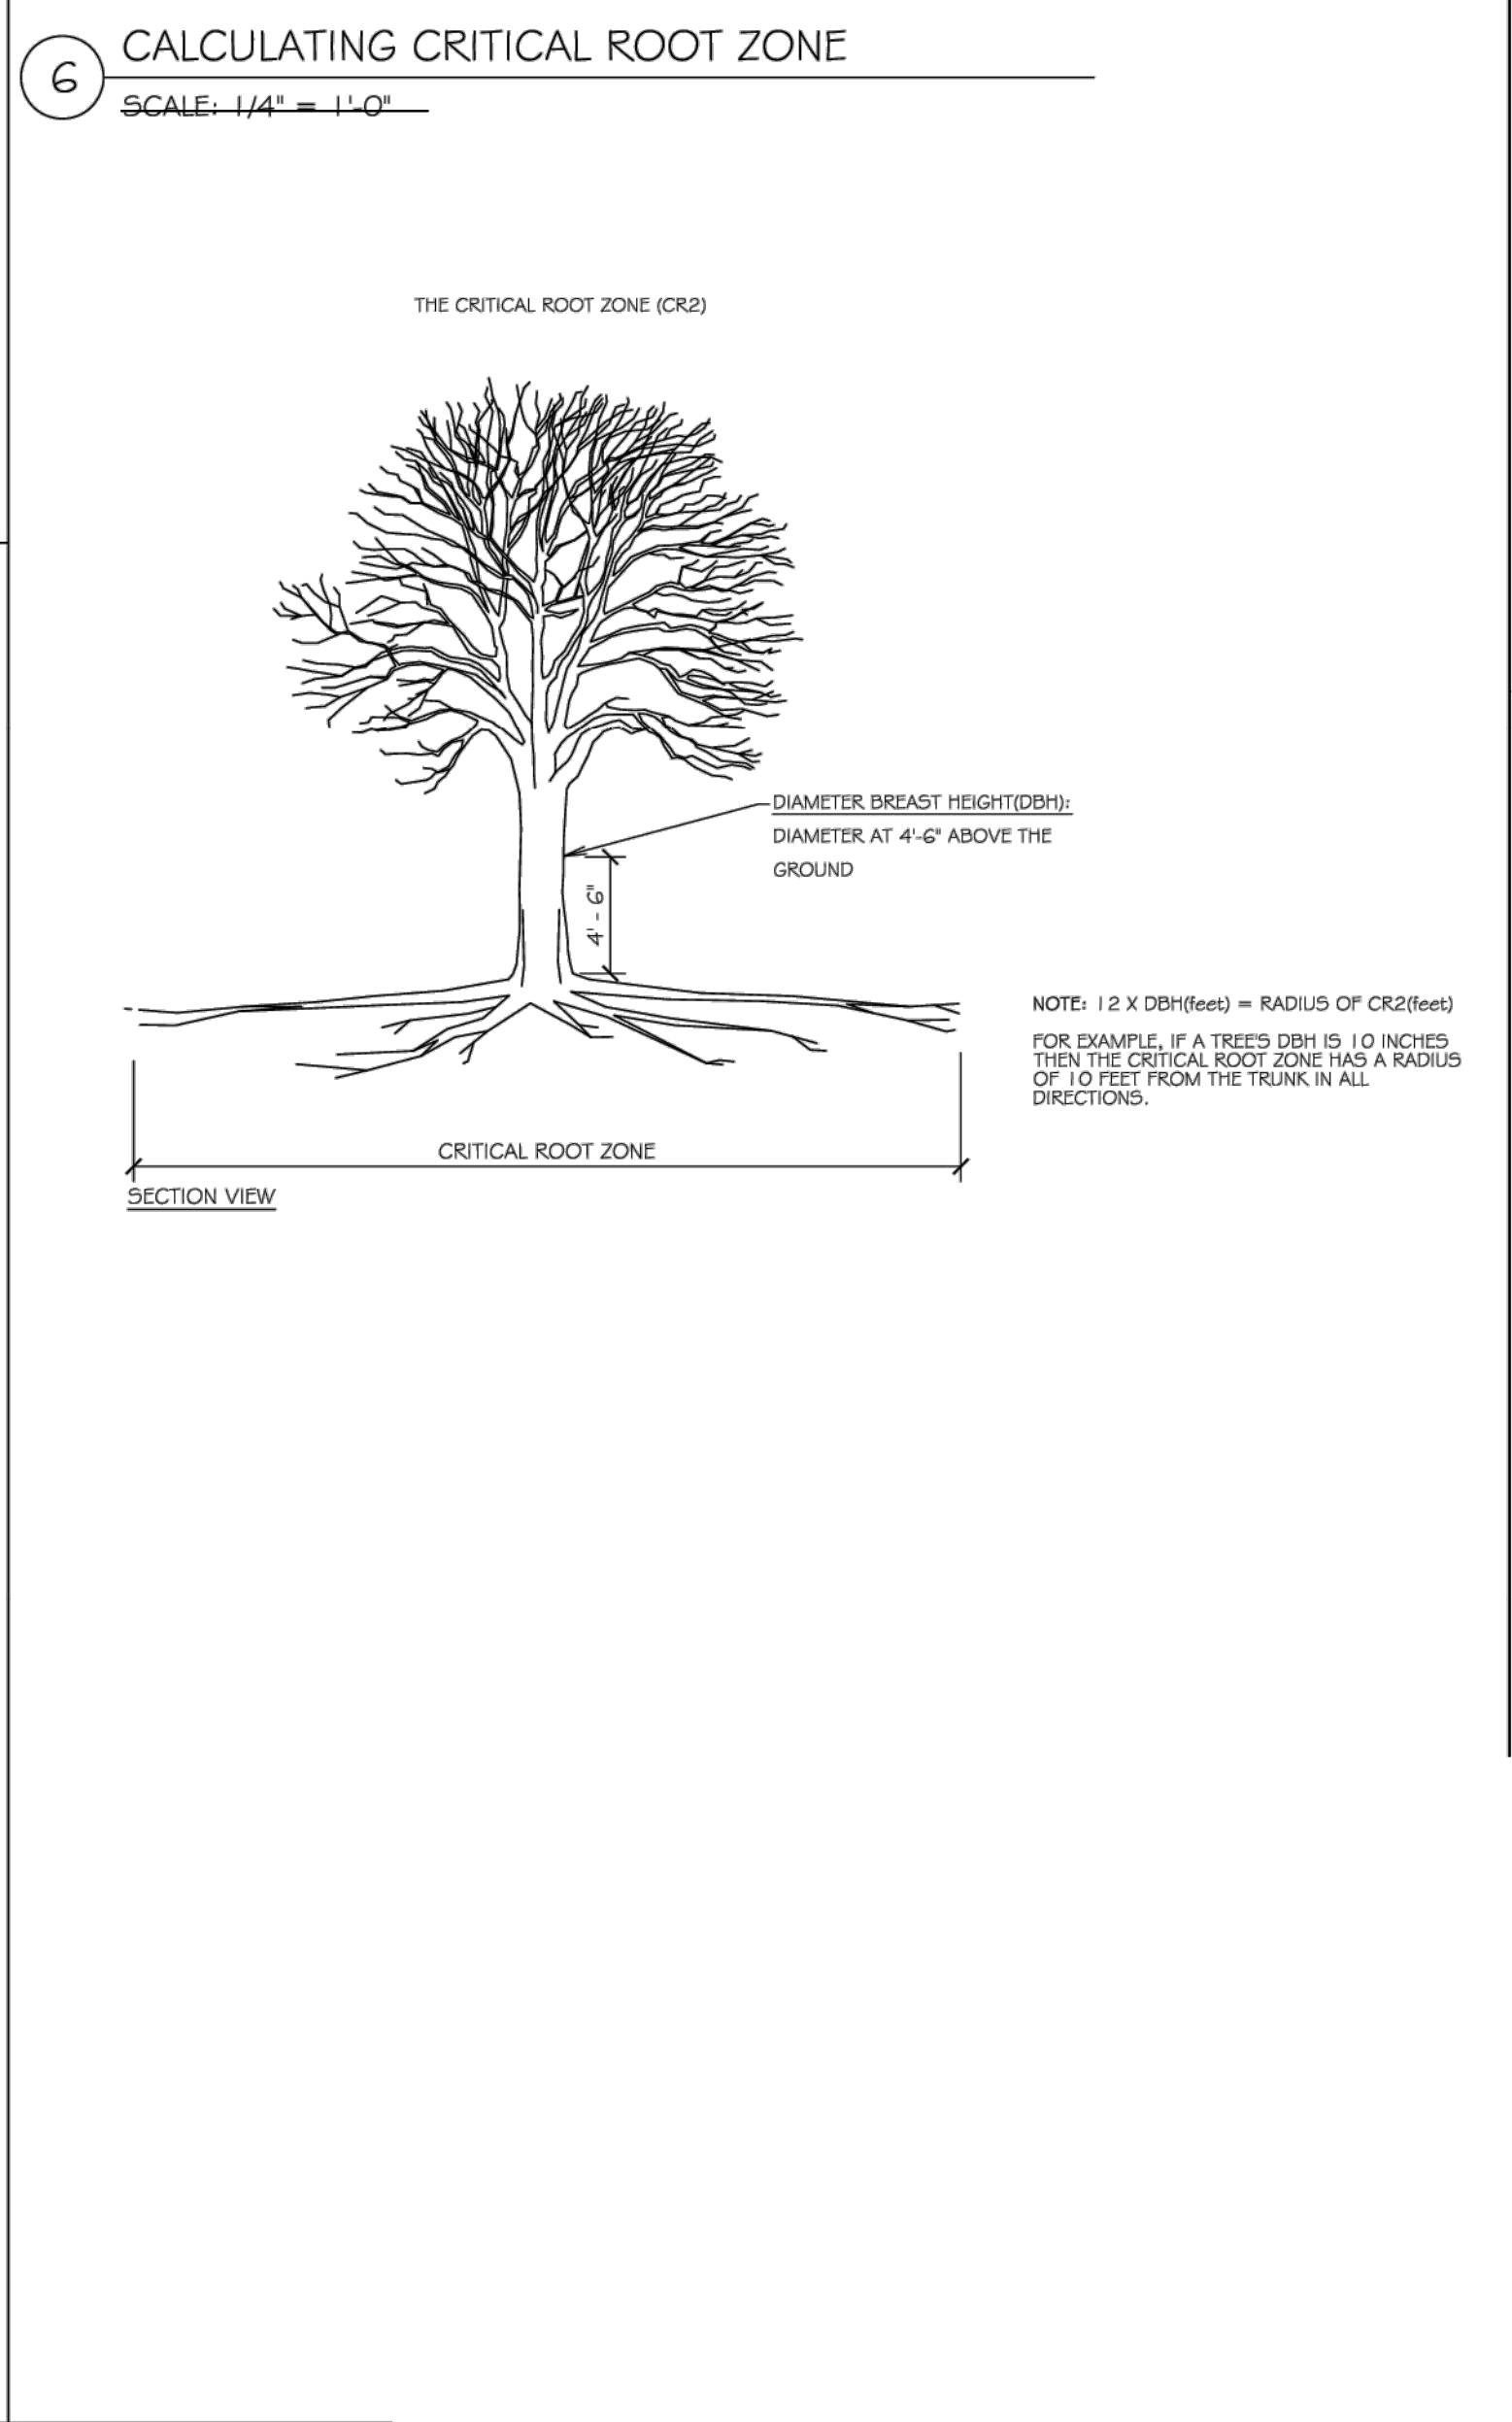 6
CALCULATING CRITICAL ROOT ZONE
SCALE: 1/4" = 1'-0"
THE CRITICAL ROOT ZONE (CR2)
DIAMETER BREAST HEIGHT(DBH):
DIAMETER AT 4'-6" ABOVE THE
GROUND
4' - 6"
NOTE: 12 X DBH(feet) = RADIUS OF CR2(feet)
FOR EXAMPLE, IF A TREE'S DBH IS 10 INCHES
THEN THE CRITICAL ROOT ZONE HAS A RADIUS
OF 10 FEET FROM THE TRUNK IN ALL
DIRECTIONS.
CRITICAL ROOT ZONE
SECTION VIEW